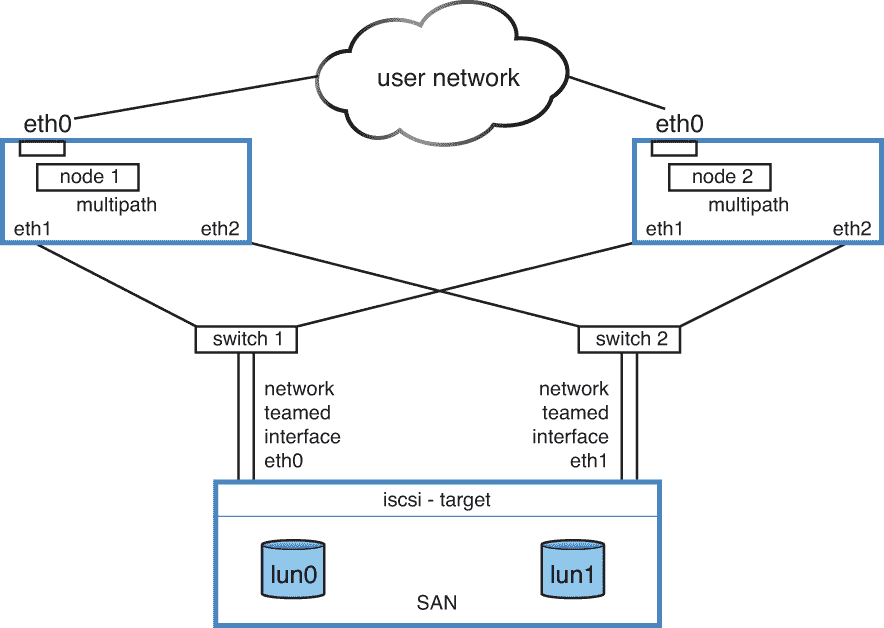 user network
eth0
eth0
node 1
node 2
multipath
multipath
eth1
eth2
eth1
eth2
switch 1
switch 2
network
teamed
interface
eth0
network
teamed
interface
eth1
iscsi - target
lun0
lun1
SAN